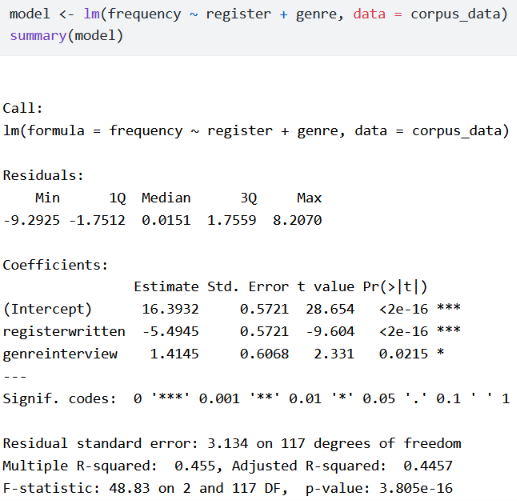 model <- lm(frequency ~ register + genre, data = corpus_data)
summary(model)
Call:
lm(formula = frequency ~ register + genre, data = corpus_data)
Residuals:
    Min      1Q  Median      3Q     Max
-9.2925 -1.7512  0.0151  1.7559  8.2070
Coefficients:
                Estimate Std. Error t value Pr(>|t|)
(Intercept)      16.3932     0.5721  28.654   <2e-16 ***
registerwritten  -5.4945     0.5721  -9.604   <2e-16 ***
genreinterview    1.4145     0.6068   2.331   0.0215 *
---
Signif. codes:  0 '***' 0.001 '**' 0.01 '*' 0.05 '.' 0.1 ' ' 1
Residual standard error: 3.134 on 117 degrees of freedom
Multiple R-squared:  0.455, Adjusted R-squared:  0.4457
F-statistic: 48.83 on 2 and 117 DF,  p-value: 3.805e-16